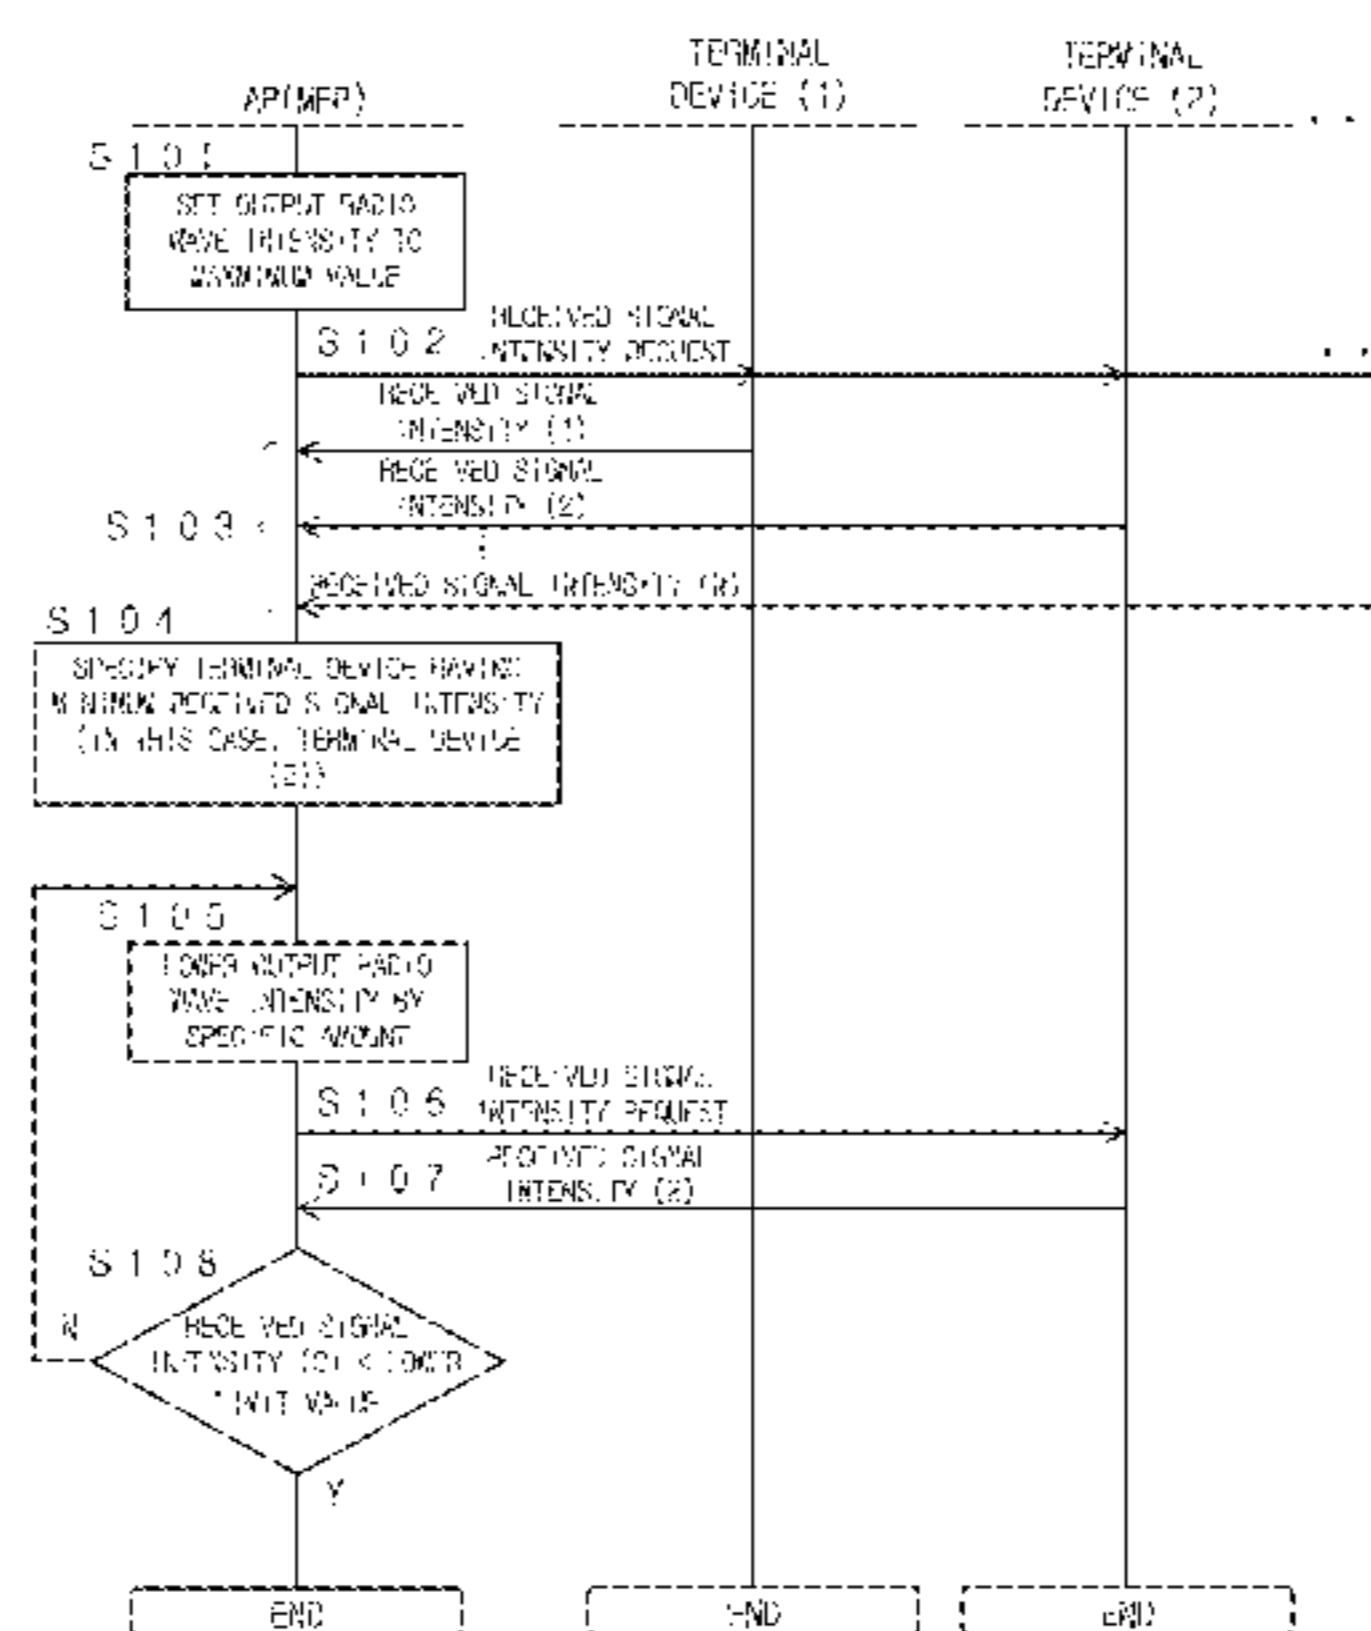 AP(MFP)
TERMINAL
DEVICE (1)
TERMINAL
DEVICE (2)
S101
SET OUTPUT RADIO
WAVE INTENSITY TO
MAXIMUM VALUE
S102
RECEIVED SIGNAL
INTENSITY REQUEST
RECEIVED SIGNAL
INTENSITY (1)
RECEIVED SIGNAL
INTENSITY (2)
S103
RECEIVED SIGNAL INTENSITY
S104
SPECIFY TERMINAL DEVICE HAVING
MINIMUM RECEIVED SIGNAL INTENSITY
(IN THIS CASE, TERMINAL DEVICE
(2))
S105
LOWER OUTPUT RADIO
WAVE INTENSITY BY
SPECIFIC AMOUNT
S106
RECEIVED SIGNAL
INTENSITY REQUEST
S107
RECEIVED SIGNAL
INTENSITY (2)
S108
N
RECEIVED SIGNAL
INTENSITY (2) < LOWER
LIMIT VALUE
Y
END
END
END